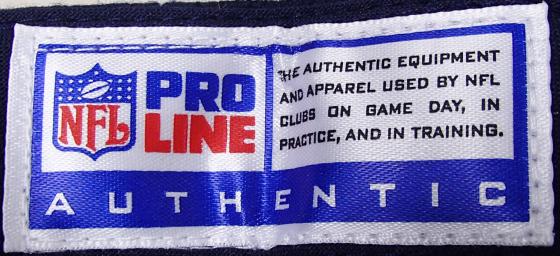 NFL
PRO
LINE
THE AUTHENTIC EQUIPMENT
AND APPAREL USED BY NFL
CLUBS ON GAME DAY, IN
PRACTICE, AND IN TRAINING.
AUTHENTIC